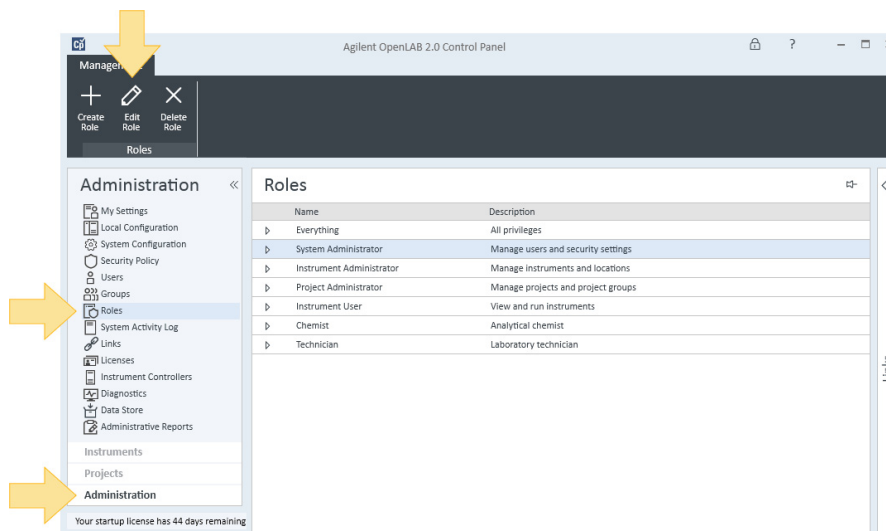 Agilent OpenLAB 2.0 Control Panel
?
Create Role
Edit Role
Delete Role
Roles
Administration
My Settings
Local Configuration
System Configuration
Security Policy
Users
Groups
Roles
System Activity Log
Links
Licenses
Instrument Controllers
Diagnostics
Data Store
Administrative Reports
Instruments
Projects
Administration
Your startup license has 44 days remaining
Roles
Name Description
Everything All privileges
System Administrator Manage users and security settings
Instrument Administrator Manage instruments and locations
Project Administrator Manage projects and project groups
Instrument User View and run instruments
Chemist Analytical chemist
Technician Laboratory technician